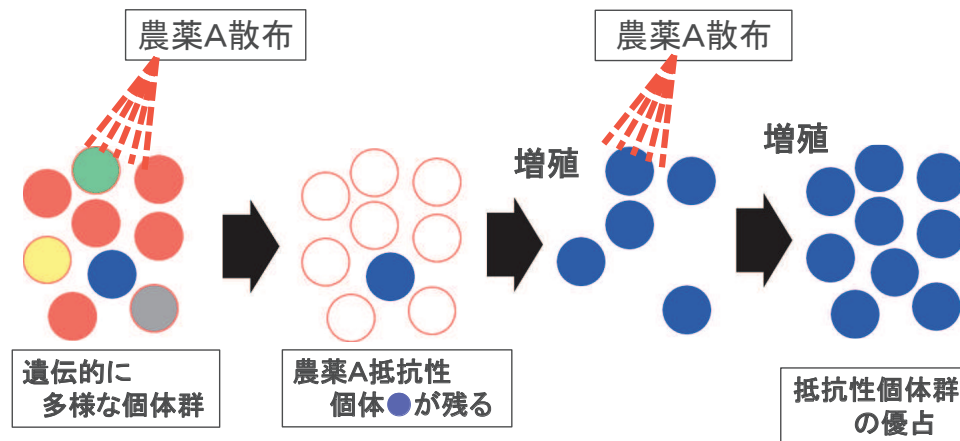 農薬A散布
農薬A散布
増殖
増殖
遺伝的に
多様な個体群
農薬A抵抗性
個体●が残る
抵抗性個体群
の優占